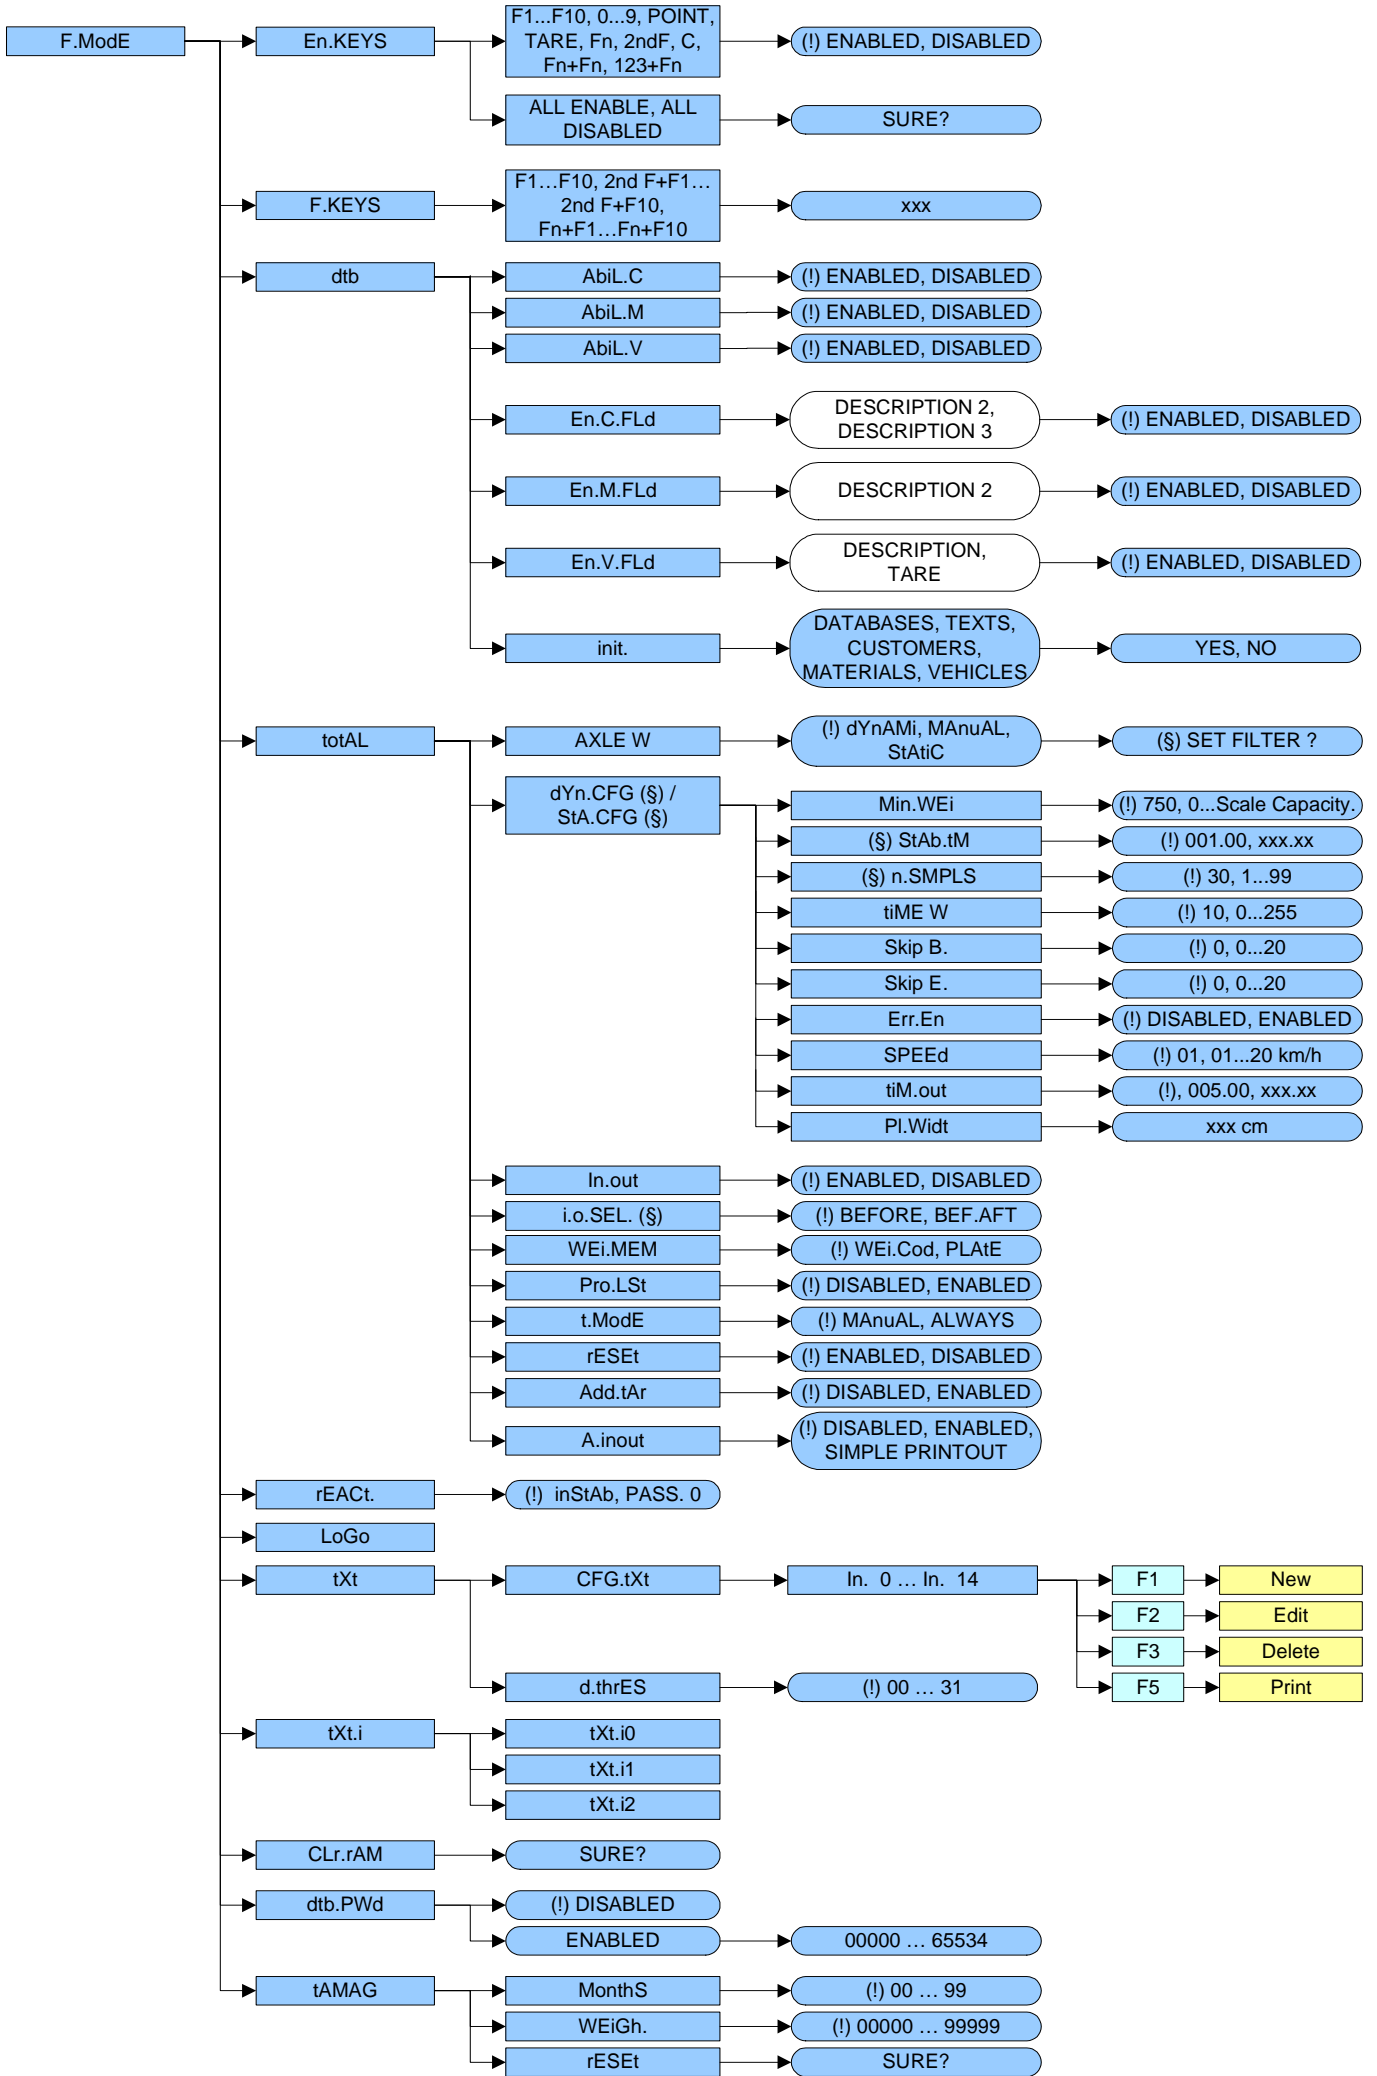 F.ModE
En.KEYS
F1...F10, 0...9, POINT,
TARE, Fn, 2ndF, C,
Fn+Fn, 123+Fn
(!) ENABLED, DISABLED
ALL ENABLE, ALL
DISABLED
SURE?
F.KEYS
F1…F10, 2nd F+F1…
2nd F+F10,
Fn+F1…Fn+F10
xxx
dtb
AbiL.C
(!) ENABLED, DISABLED
AbiL.M
(!) ENABLED, DISABLED
AbiL.V
(!) ENABLED, DISABLED
En.C.FLd
DESCRIPTION 2,
DESCRIPTION 3
(!) ENABLED, DISABLED
En.M.FLd
DESCRIPTION 2
(!) ENABLED, DISABLED
En.V.FLd
DESCRIPTION,
TARE
(!) ENABLED, DISABLED
init.
DATABASES, TEXTS,
CUSTOMERS,
MATERIALS, VEHICLES
YES, NO
totAL
AXLE W
(!) dYnAMi, MAnuAL,
StAtiC
(§) SET FILTER ?
dYn.CFG (§) /
StA.CFG (§)
Min.WEi
(!) 750, 0...Scale Capacity.
(§) StAb.tM
(!) 001.00, xxx.xx
(§) n.SMPLS
(!) 30, 1...99
tiME W
(!) 10, 0...255
Skip B.
(!) 0, 0...20
Skip E.
(!) 0, 0...20
Err.En
(!) DISABLED, ENABLED
SPEEd
(!) 01, 01...20 km/h
tiM.out
(!), 005.00, xxx.xx
Pl.Widt
xxx cm
In.out
(!) ENABLED, DISABLED
i.o.SEL. (§)
(!) BEFORE, BEF.AFT
WEi.MEM
(!) WEi.Cod, PLAtE
Pro.LSt
(!) DISABLED, ENABLED
t.ModE
(!) MAnuAL, ALWAYS
rESEt
(!) ENABLED, DISABLED
Add.tAr
(!) DISABLED, ENABLED
A.inout
(!) DISABLED, ENABLED,
SIMPLE PRINTOUT
rEACt.
(!) inStAb, PASS. 0
LoGo
tXt
CFG.tXt
In. 0 … In. 14
F1
New
F2
Edit
F3
Delete
F5
Print
d.thrES
(!) 00 … 31
tXt.i
tXt.i0
tXt.i1
tXt.i2
CLr.rAM
SURE?
dtb.PWd
(!) DISABLED
ENABLED
00000 … 65534
tAMAG
MonthS
(!) 00 … 99
WEiGh.
(!) 00000 … 99999
rESEt
SURE?